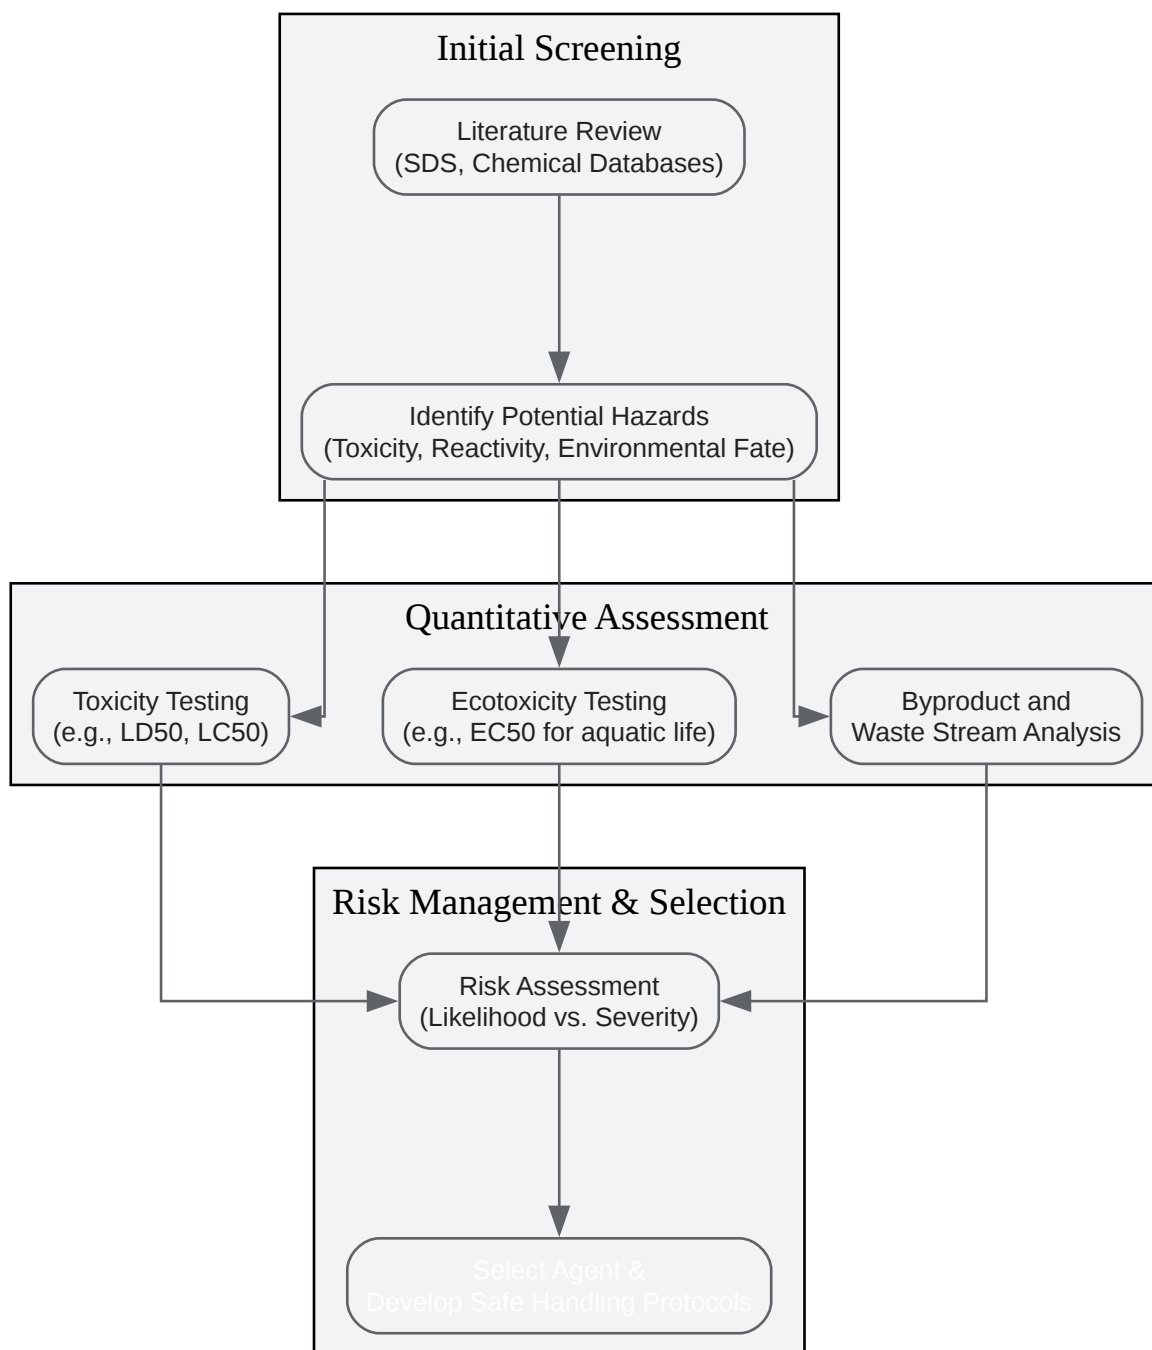 Initial Screening
Literature Review
(SDS, Chemical Databases)
Identify Potential Hazards
(Toxicity, Reactivity, Environmental Fate)
Quantitative Assessment
Toxicity Testing
(e.g., LD50, LC50)
Ecotoxicity Testing
(e.g., EC50 for aquatic life)
Byproduct and
Waste Stream Analysis
Risk Management & Selection
Risk Assessment
(Likelihood vs. Severity)
Select Agent &
Develop Safe Handling Protocols